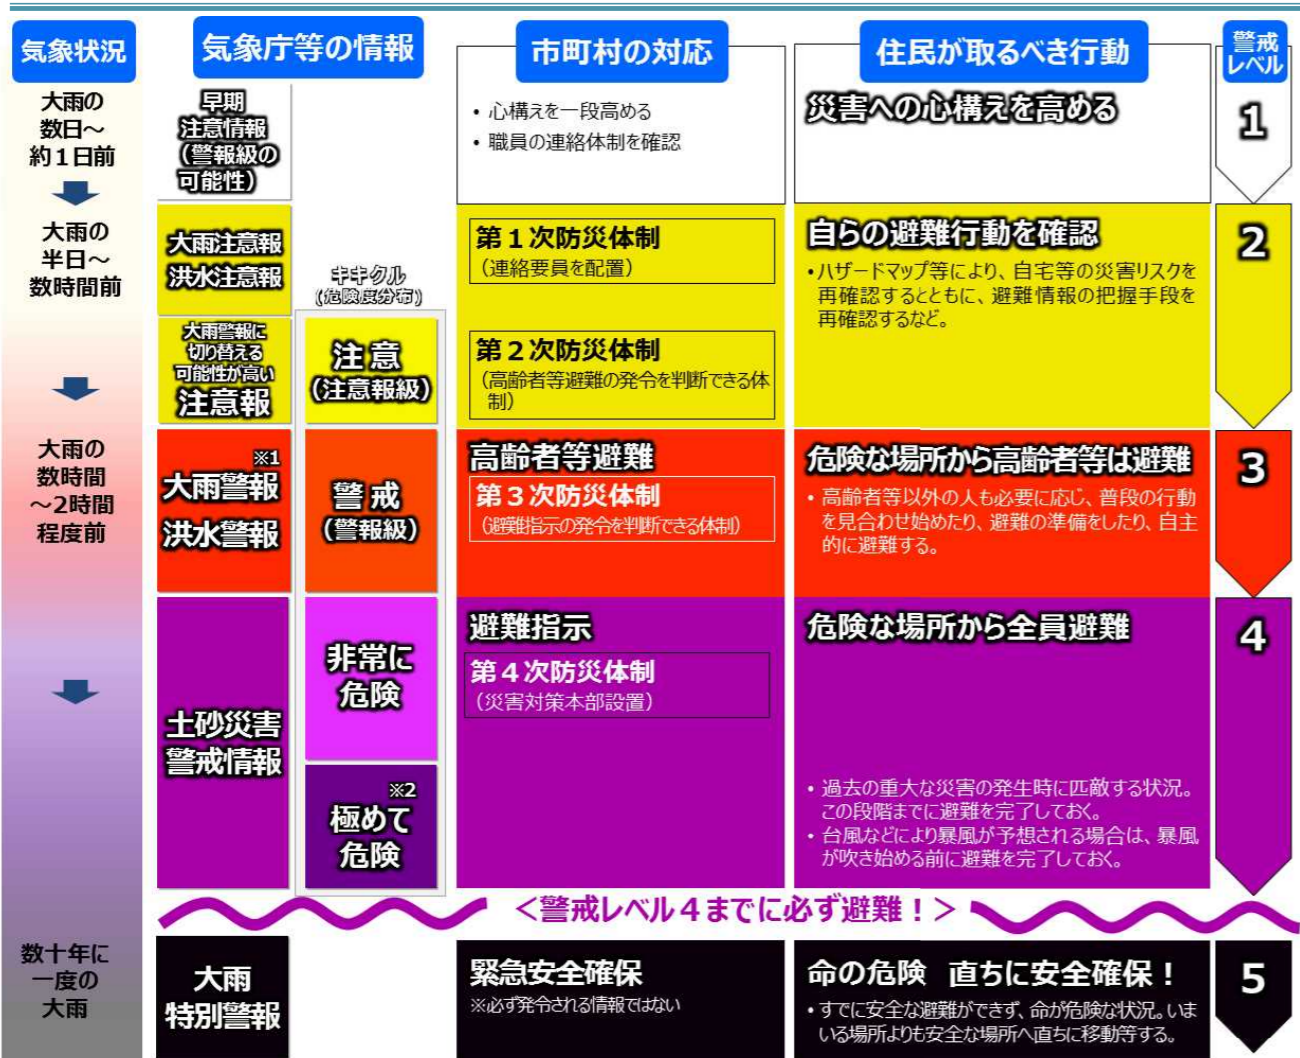 気象状況
気象庁等の情報
市町村の対応
住民が取るべき行動
警戒
レベル
大雨の
数日～
約１日前
早期
注意情報
（警報級の
可能性）
・心構えを一段高める
・職員の連絡体制を確認
災害への心構えを高める
1
大雨の
半日～
数時間前
大雨注意報
洪水注意報
キキクル
（危険度分布）
第１次防災体制
（連絡要員を配置）
自らの避難行動を確認
・ハザードマップ等により、自宅等の災害リスクを
再確認するとともに、避難情報の把握手段を
再確認するなど。
2
大雨警報に
切り替える
可能性が高い
注意報
注意
（注意報級）
第２次防災体制
（高齢者等避難の発令を判断できる体
制）
大雨の
数時間
～2時間
程度前
※1
大雨警報
洪水警報
警戒
（警報級）
高齢者等避難
第３次防災体制
（避難指示の発令を判断できる体制）
危険な場所から高齢者等は避難
・高齢者等以外の人も必要に応じ、普段の行動
を見合わせ始めたり、避難の準備をしたり、自主
的に避難する。
3
土砂災害
警戒情報
非常に
危険
※2
極めて
危険
避難指示
第４次防災体制
（災害対策本部設置）
危険な場所から全員避難
・過去の重大な災害の発生時に匹敵する状況。
この段階までに避難を完了しておく。
・台風などにより暴風が予想される場合は、暴風
が吹き始める前に避難を完了しておく。
4
＜警戒レベル４までに必ず避難！＞
数十年に
一度の
大雨
大雨
特別警報
緊急安全確保
※必ず発令される情報ではない
命の危険 直ちに安全確保！
・すでに安全な避難ができず、命が危険な状況。いま
いる場所よりも安全な場所へ直ちに移動等する。
5